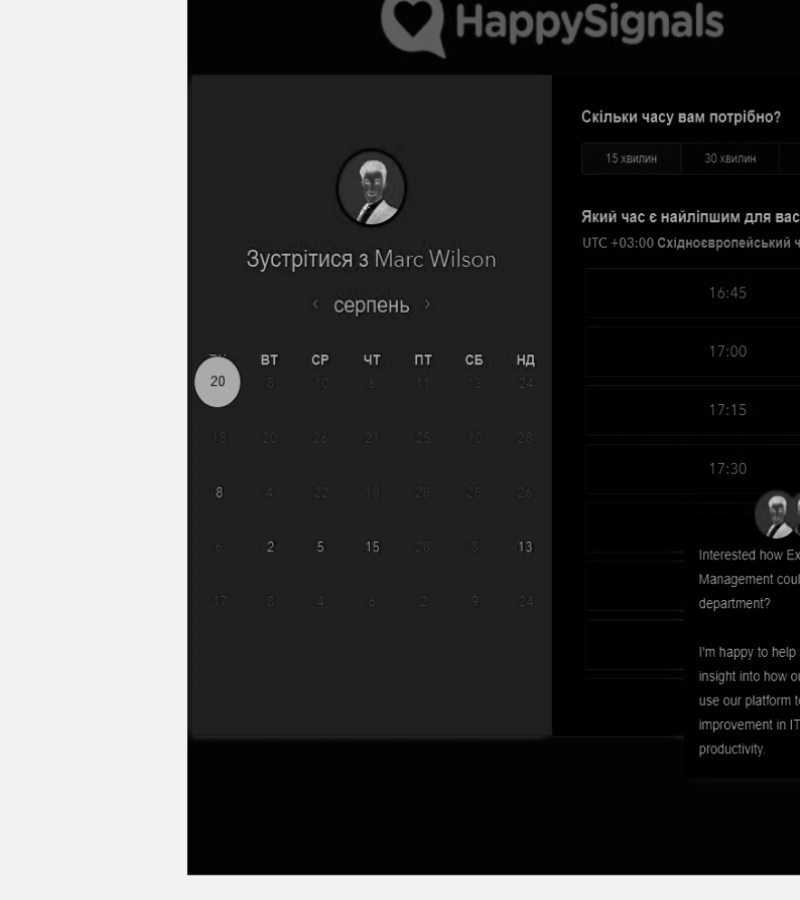 HappySignals
Зустрітися з Marc Wilson
‹ серпень ›
ВТ СР ЧТ ПТ СБ НД
20 8 10 6 11 13 24
18 20 26 21 25 10 28
8 4 22 18 28 28 26
6 2 5 15 28 8 13
17 8 4 6 2 9 24
Скільки часу вам потрібно?
15 хвилин 30 хвилин
Який час є найліпшим для вас
UTC +03:00 Східноєвропейський ч
16:45
17:00
17:15
17:30
Interested how Ex
Management coul
department?
I'm happy to help
insight into how ou
use our platform to
improvement in IT
productivity.